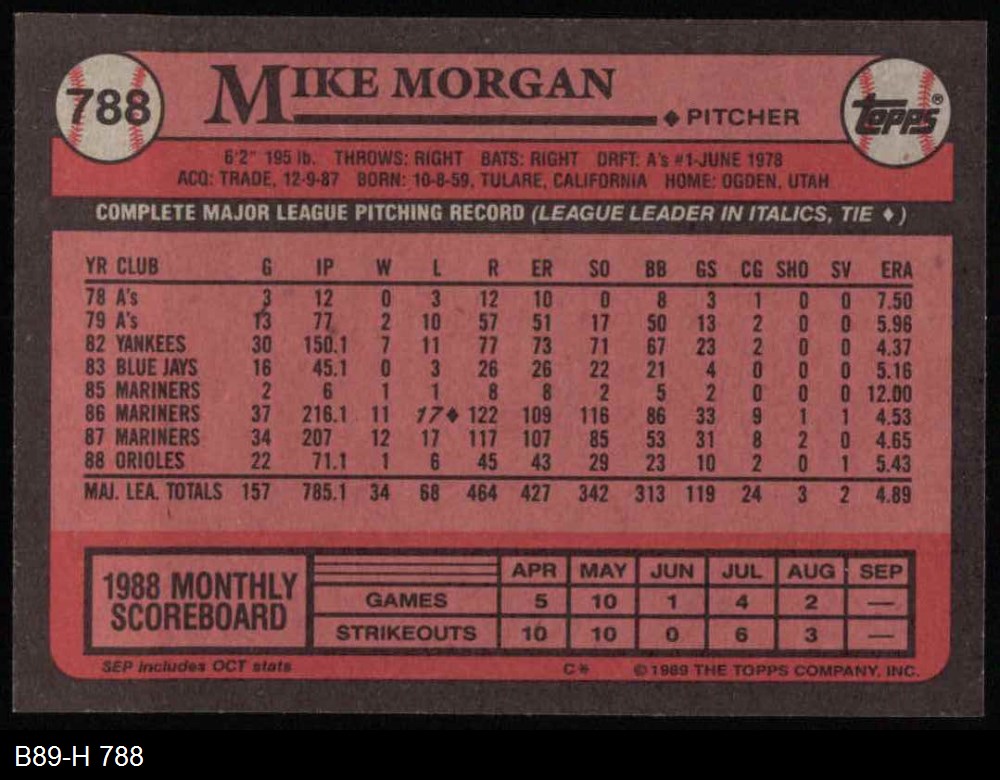 788
MIKE MORGAN
♦ PITCHER
Topps®
6'2" 195 lb. THROWS: RIGHT BATS: RIGHT DRFT: A's #1-JUNE 1978
ACQ: TRADE, 12-9-87 BORN: 10-8-59, TULARE, CALIFORNIA HOME: OGDEN, UTAH
COMPLETE MAJOR LEAGUE PITCHING RECORD (LEAGUE LEADER IN ITALICS, TIE ♦)
YR CLUB G IP W L R ER SO BB GS CG SHO SV ERA
78 A's 3 12 0 3 12 10 0 8 3 1 0 0 7.50
79 A's 13 77 2 10 57 51 17 50 13 2 0 0 5.96
82 YANKEES 30 150.1 7 11 77 73 71 67 23 2 0 0 4.37
83 BLUE JAYS 16 45.1 0 3 26 26 22 21 4 0 0 0 5.16
85 MARINERS 2 6 1 1 8 8 2 5 2 0 0 0 12.00
86 MARINERS 37 216.1 11 17♦ 122 109 116 86 33 9 1 1 4.53
87 MARINERS 34 207 12 17 117 107 85 53 31 8 2 0 4.65
88 ORIOLES 22 71.1 1 6 45 43 29 23 10 2 0 1 5.43
MAJ. LEA. TOTALS 157 785.1 34 68 464 427 342 313 119 24 3 2 4.89
1988 MONTHLY
SCOREBOARD
APR MAY JUN JUL AUG SEP
GAMES 5 10 1 4 2 —
STRIKEOUTS 10 10 0 6 3 —
SEP includes OCT stats
C* © 1989 THE TOPPS COMPANY, INC.
B89-H 788